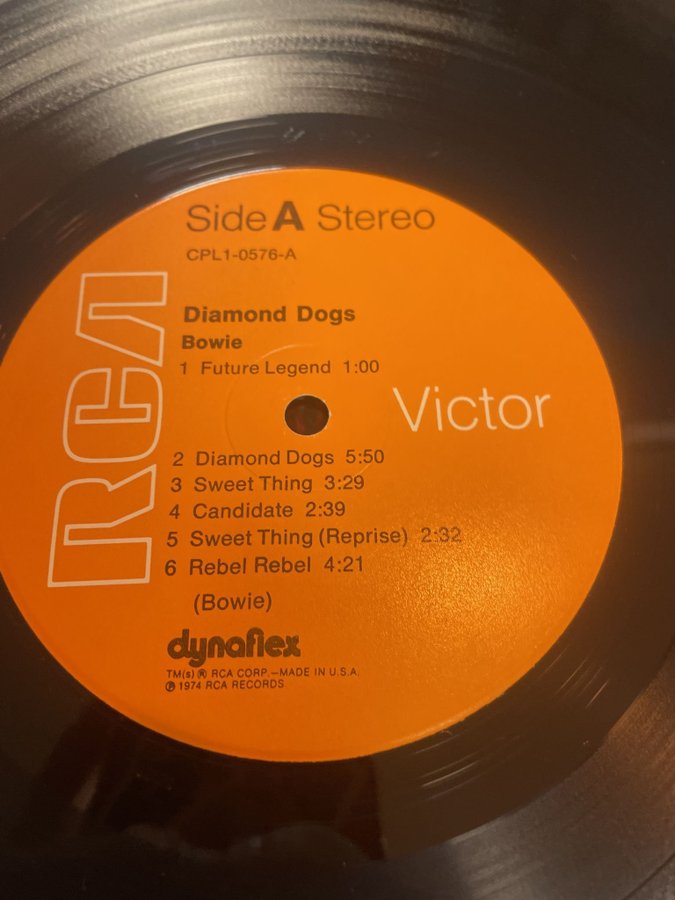 Side A Stereo
CPL1-0576-A
RCA
Diamond Dogs
Bowie
1 Future Legend 1:00
Victor
2 Diamond Dogs 5:50
3 Sweet Thing 3:29
4 Candidate 2:39
5 Sweet Thing (Reprise) 2:32
6 Rebel Rebel 4:21
(Bowie)
dynaflex
TM(s) ® RCA CORP.—MADE IN U.S.A.
℗ 1974 RCA RECORDS